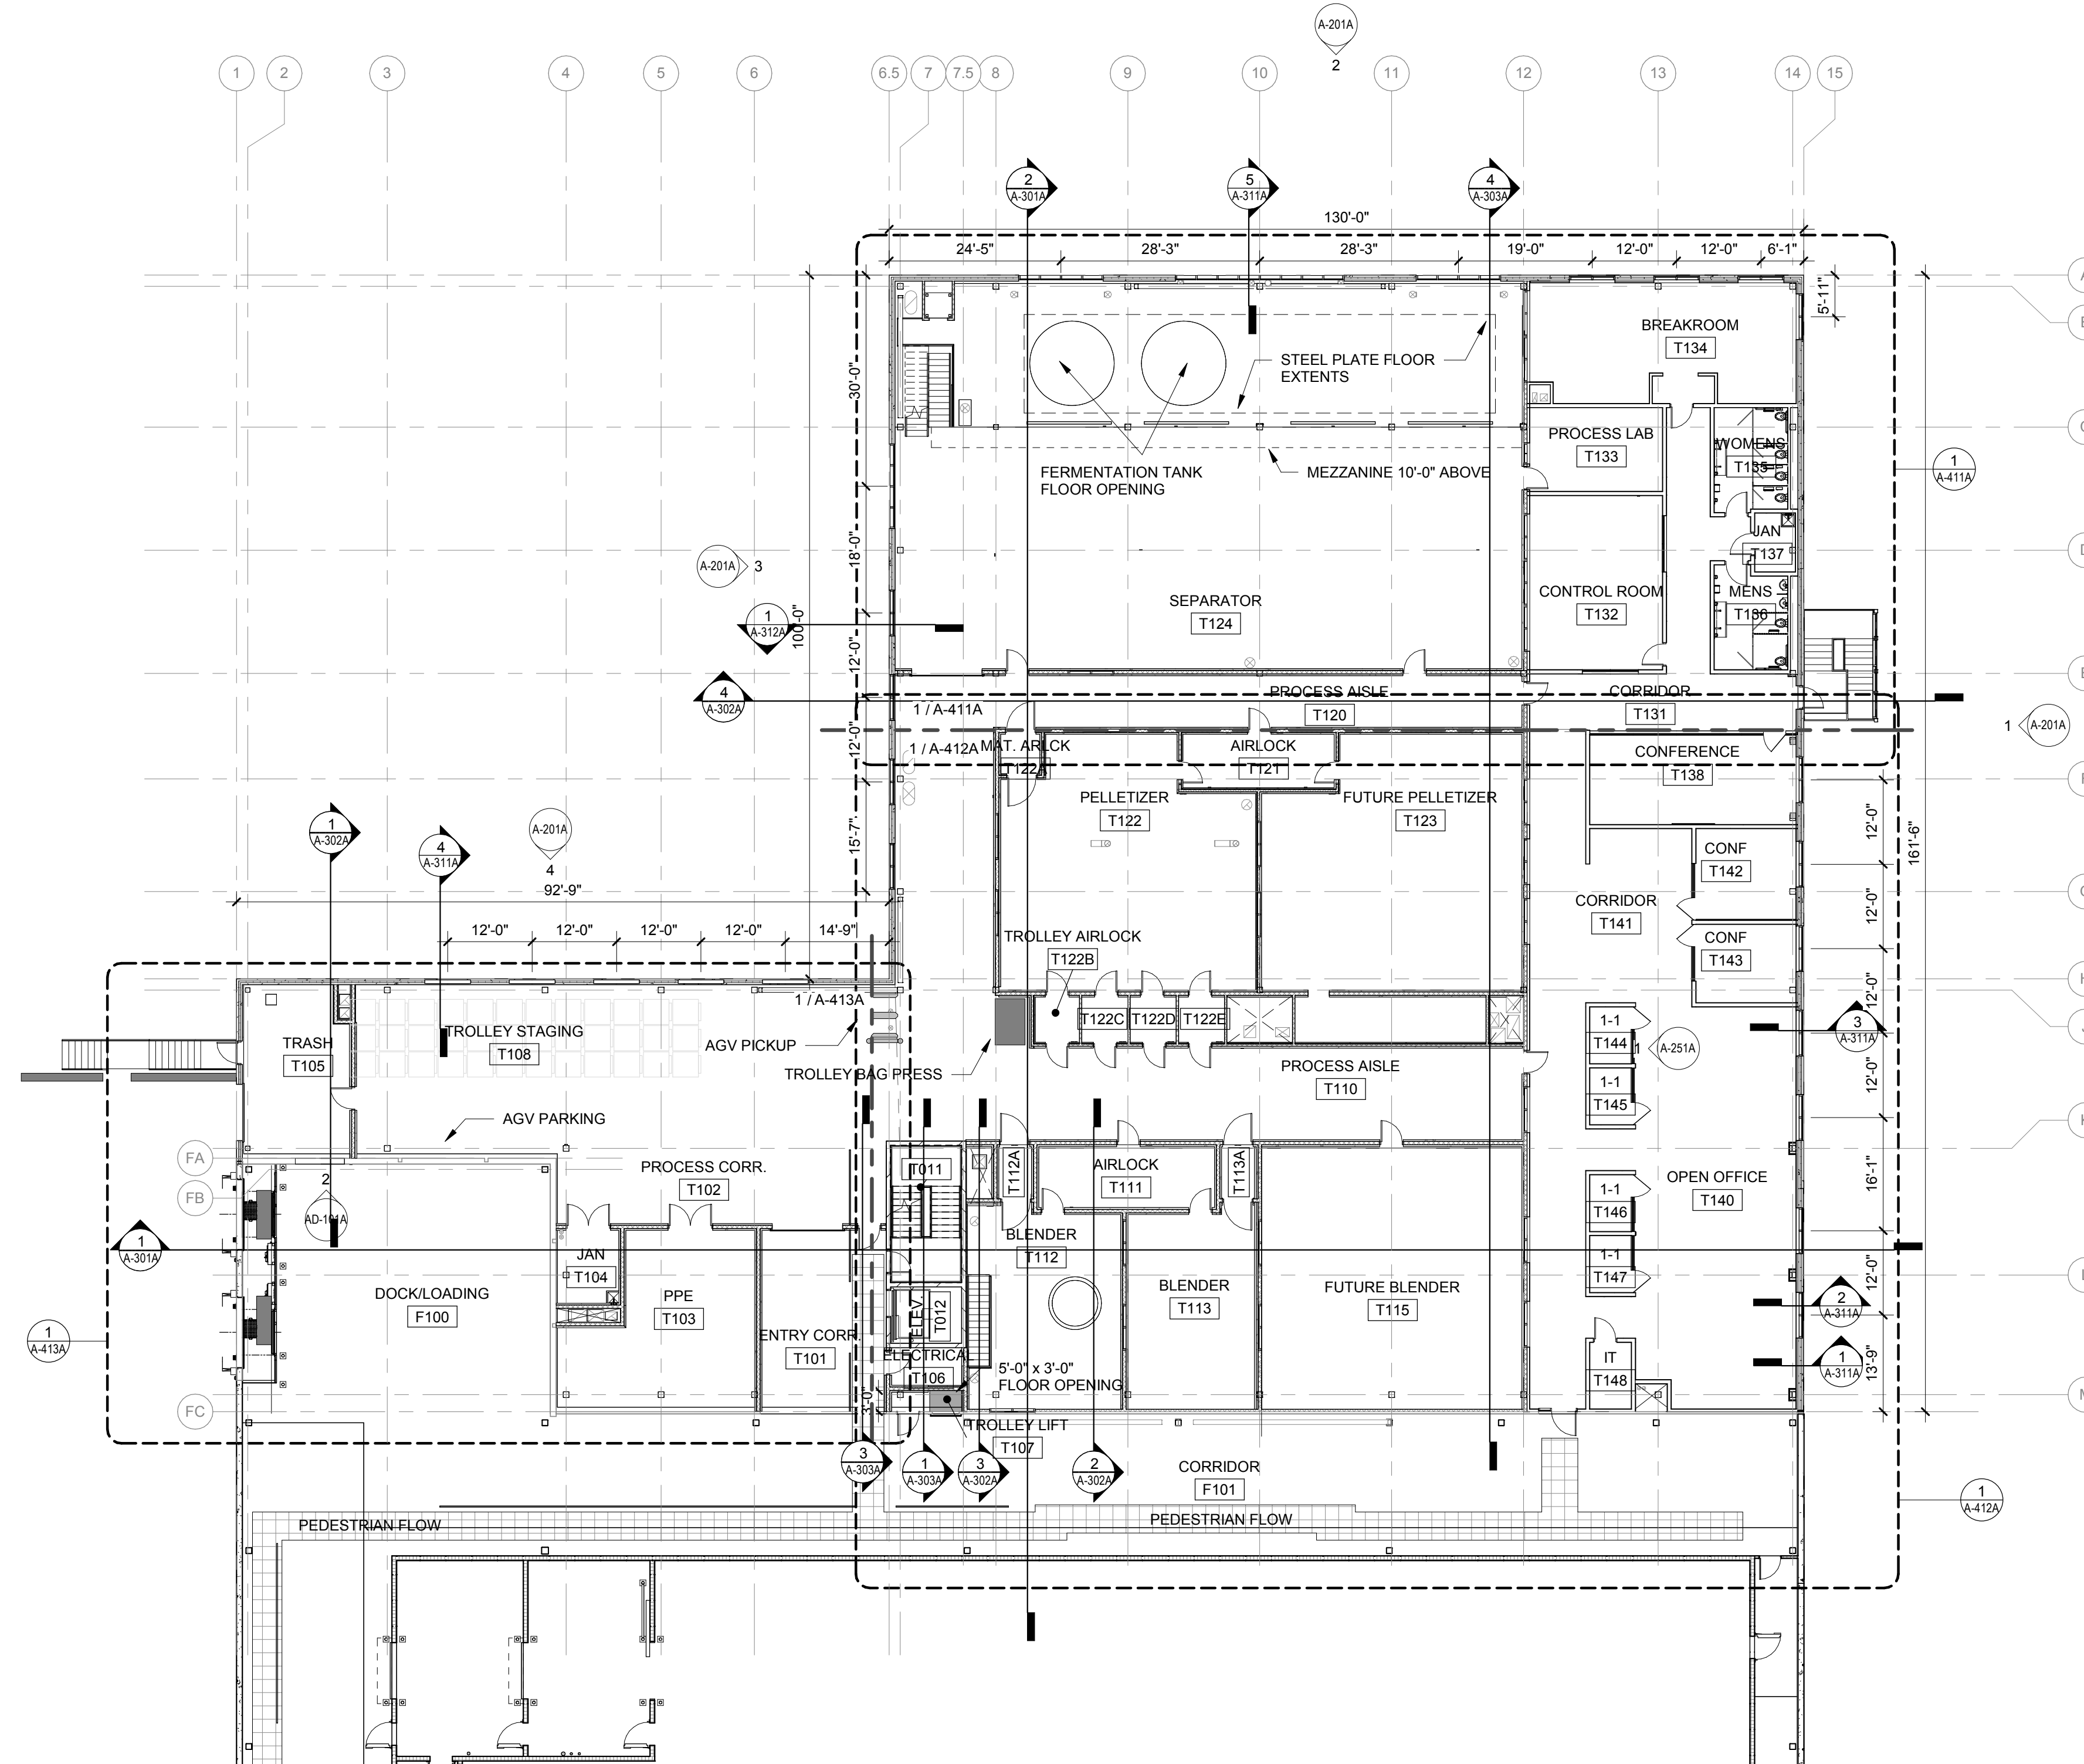 A-201A
2
1
2
3
4
5
6
6.5
7
7.5
8
9
10
11
12
13
14
15
2
A-301A
5
A-311A
4
A-303A
130'-0"
24'-5"
28'-3"
28'-3"
19'-0"
12'-0"
12'-0"
6'-1"
5'-11"
BREAKROOM
T134
STEEL PLATE FLOOR
EXTENTS
30'-0"
PROCESS LAB
T133
WOMENS
T135
FERMENTATION TANK
FLOOR OPENING
MEZZANINE 10'-0" ABOVE
1
A-411A
JAN
T137
18'-0"
A-201A
3
CONTROL ROOM
T132
MENS
T136
SEPARATOR
T124
1
A-312A
100'-0"
12'-0"
4
A-302A
PROCESS AISLE
T120
CORRIDOR
T131
1 / A-411A
1
A-201A
12'-0"
1 / A-412A
MAT. ARLCK
T122A
AIRLOCK
T121
CONFERENCE
T138
PELLETIZER
T122
FUTURE PELLETIZER
T123
1
A-302A
A-201A
4
4
A-311A
15'-7"
12'-0"
161'-6"
CONF
T142
92'-9"
12'-0"
12'-0"
12'-0"
12'-0"
14'-9"
CORRIDOR
T141
12'-0"
CONF
T143
TROLLEY AIRLOCK
T122B
1 / A-413A
12'-0"
T122C
T122D
T122E
TROLLEY STAGING
T108
TRASH
T105
AGV PICKUP
TROLLEY BAG PRESS
1-1
T144
1
A-251A
3
A-311A
PROCESS AISLE
T110
1-1
T145
12'-0"
AGV PARKING
FA
FB
FC
PROCESS CORR.
T102
T011
T112A
AIRLOCK
T111
T113A
OPEN OFFICE
T140
16'-1"
2
AD-101A
1-1
T146
1
A-301A
JAN
T104
BLENDER
T112
1-1
T147
12'-0"
DOCK/LOADING
F100
PPE
T103
ELEV.
T012
BLENDER
T113
FUTURE BLENDER
T115
2
A-311A
1
A-413A
ENTRY CORR.
T101
ELECTRICAL
T106
5'-0" x 3'-0"
FLOOR OPENING
IT
T148
1
A-311A
13'-9"
3'-0"
TROLLEY LIFT
T107
3
A-303A
1
A-303A
3
A-302A
2
A-302A
CORRIDOR
F101
1
A-412A
PEDESTRIAN FLOW
PEDESTRIAN FLOW